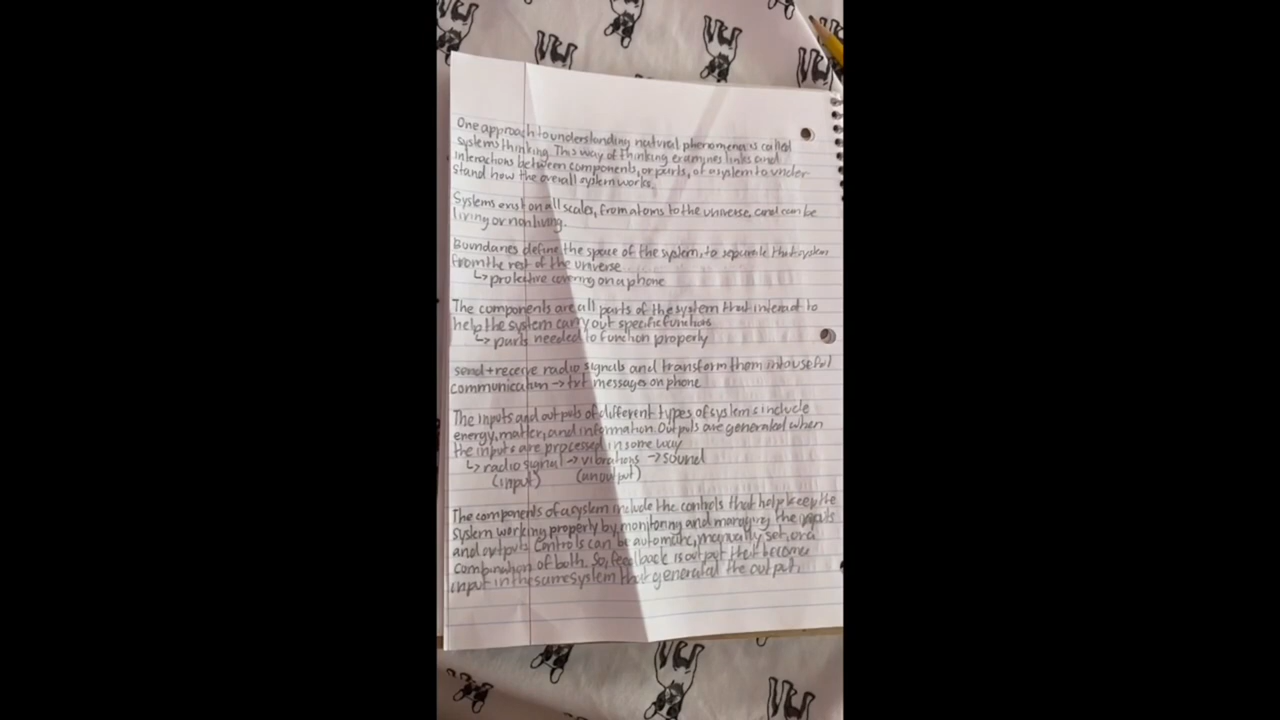 One approach to understanding natural phenomena is called
systems thinking. This way of thinking examines links and
interactions between components, or parts, of a system to under
stand how the overall system works.
Systems exist on all scales, from atoms to the universe, and can be
living or nonliving.
Boundaries define the space of the system, to separate that system
from the rest of the universe
↳ protective covering on a phone
The components are all parts of the system that interact to
help the system carry out specific functions
↳ parts needed to function properly
send + receive radio signals and transform them into useful
communication → txt messages on phone
The inputs and outputs of different types of systems include
energy, matter, and information. Outputs are generated when
the inputs are processed in some way
↳ radio signal → vibrations → sound
(input) (an output)
The components of a system include the controls that help keep the
system working properly by monitoring and managing the inputs
and outputs. Controls can be automatic, manually set, or a
combination of both. So, feedback is output that become
input in the same system that generated the output.